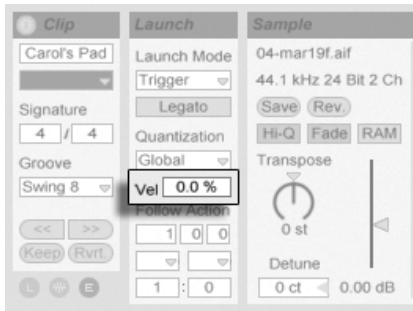 Clip
Carol's Pad
Signature
4 / 4
Groove
Swing 8
<< >>
Keep Rvrt.
L E
Launch
Launch Mode
Trigger
Legato
Quantization
Global
Vel 0.0 %
Follow Action
1 0 0
1 : 0
Sample
04-mar19f.aif
44.1 kHz 24 Bit 2 Ch
Save Rev.
Hi-Q Fade RAM
Transpose
0 st
Detune
0 ct 0.00 dB